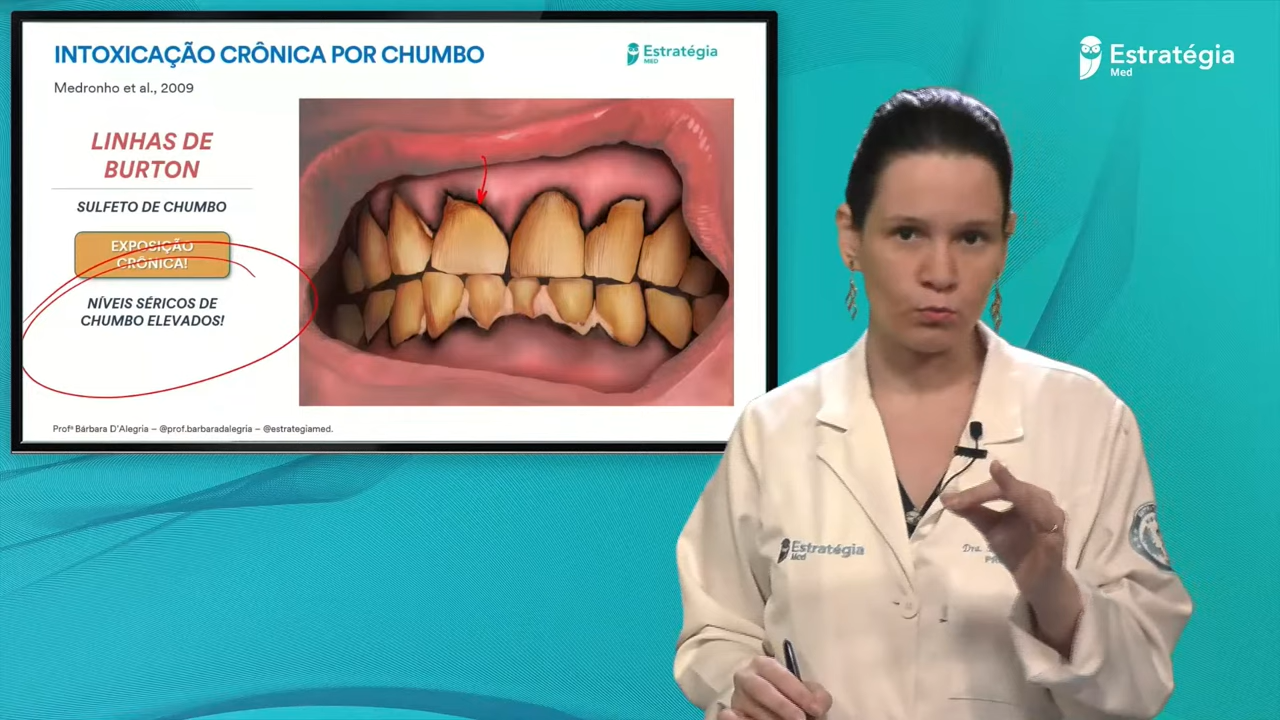 INTOXICAÇÃO CRÔNICA POR CHUMBO
Estratégia
MED
Medronho et al., 2009
LINHAS DE
BURTON
SULFETO DE CHUMBO
EXPOSIÇÃO
CRÔNICA!
NÍVEIS SÉRICOS DE
CHUMBO ELEVADOS!
Profª Bárbara D'Alegria – @prof.barbaradalegria – @estrategiamed.
Estratégia
Med
Estratégia
Med
Dra.